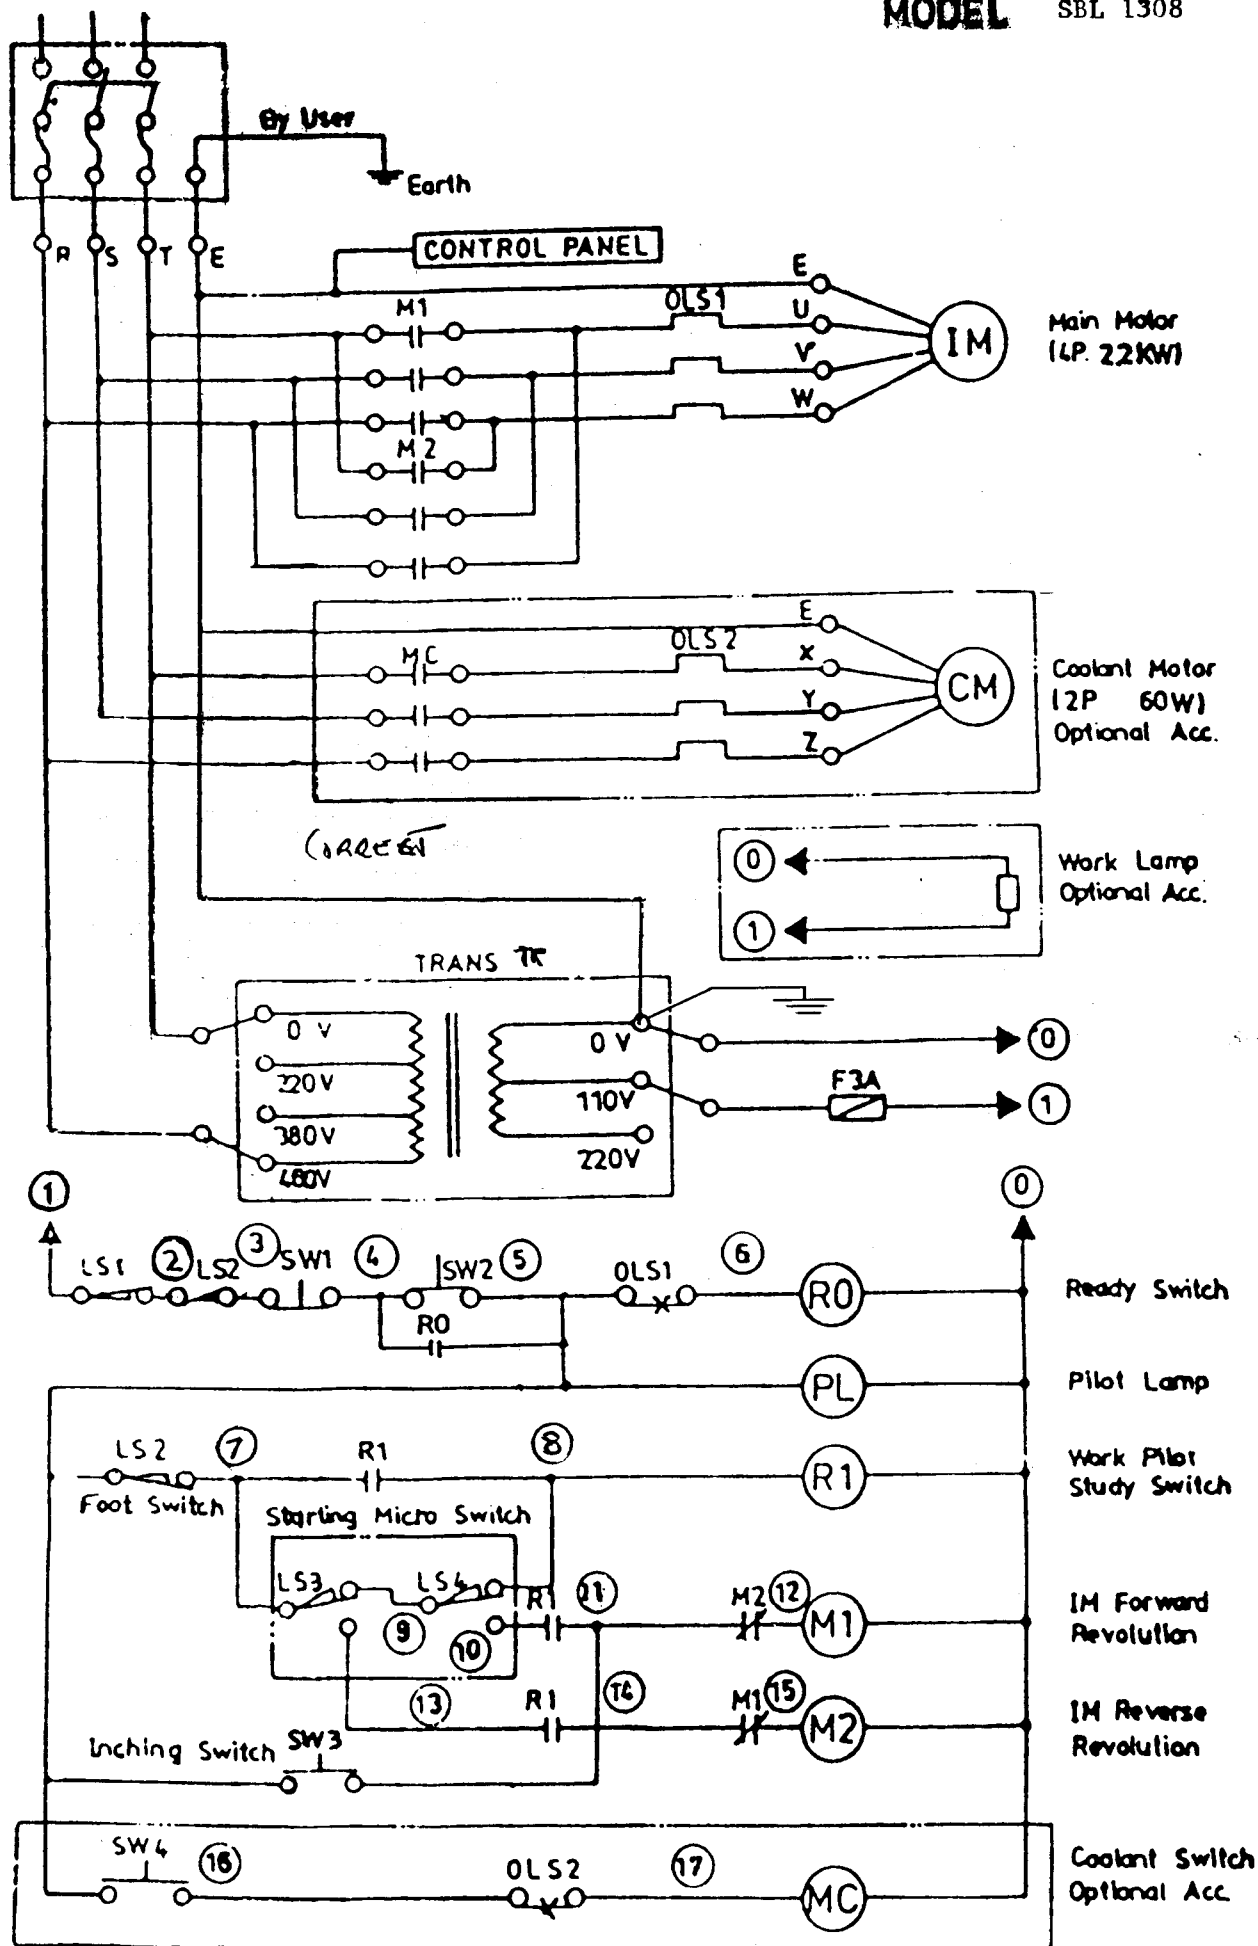 MODEL SBL 1308
By User
Earth
R S T E
CONTROL PANEL
E
M1 OLS1 U
IM
Main Motor
(4P. 2.2KW)
V
W
M2
E
MC OLS2 X
CM
Coolant Motor
(2P 60W)
Optional Acc.
Y
Z
0
1
Work Lamp
Optional Acc.
TRANS TR
0 V
220V
380V
460V
0 V
110V
220V
F3A
0
1
1
0
LS1 2 LS2 3 SW1 4 SW2 5 OLS1 6 R0
Ready Switch
R0
PL
Pilot Lamp
LS2 7 R1 8 R1
Foot Switch
Work Pilot
Study Switch
Starting Micro Switch
LS3 LS4
9 10
R1 11 M2 12 M1
IM Forward
Revolution
13 R1 14 M1 15 M2
IM Reverse
Revolution
Inching Switch SW3
SW4 16 OLS2 17 MC
Coolant Switch
Optional Acc